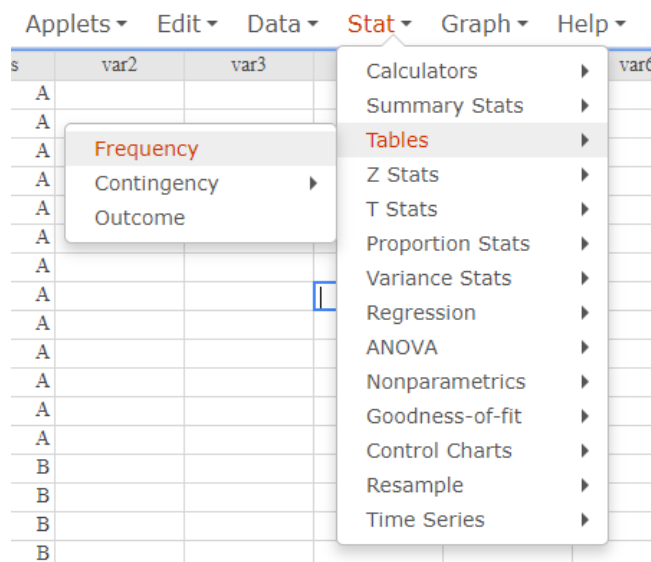 Applets Edit Data Stat Graph Help
s var2 var3 var6
A
A
A
A
A
A
A
A
A
A
A
A
A
B
B
B
B
Frequency
Contingency
Outcome
Calculators
Summary Stats
Tables
Z Stats
T Stats
Proportion Stats
Variance Stats
Regression
ANOVA
Nonparametrics
Goodness-of-fit
Control Charts
Resample
Time Series